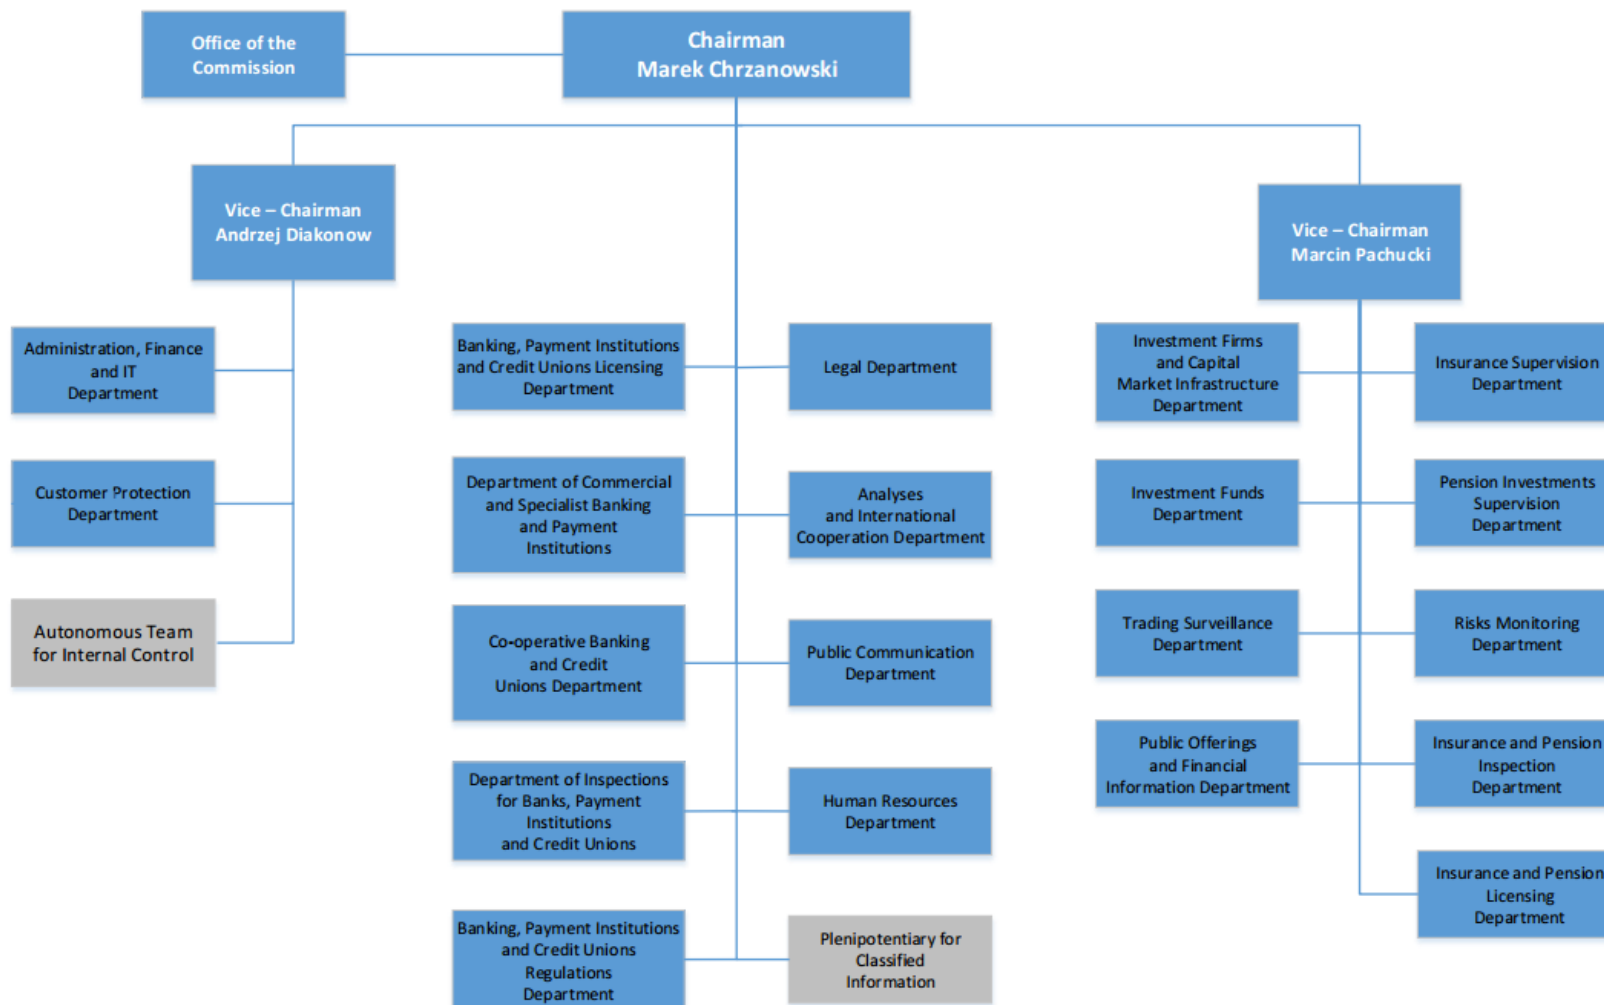 Office of the
Commission
Chairman
Marek Chrzanowski
Vice – Chairman
Andrzej Diakonow
Vice – Chairman
Marcin Pachucki
Administration, Finance
and IT
Department
Customer Protection
Department
Autonomous Team
for Internal Control
Banking, Payment Institutions
and Credit Unions Licensing
Department
Legal Department
Department of Commercial
and Specialist Banking
and Payment
Institutions
Analyses
and International
Cooperation Department
Co-operative Banking
and Credit
Unions Department
Public Communication
Department
Department of Inspections
for Banks, Payment
Institutions
and Credit Unions
Human Resources
Department
Banking, Payment Institutions
and Credit Unions
Regulations
Department
Plenipotentiary for
Classified
Information
Investment Firms
and Capital
Market Infrastructure
Department
Insurance Supervision
Department
Investment Funds
Department
Pension Investments
Supervision
Department
Trading Surveillance
Department
Risks Monitoring
Department
Public Offerings
and Financial
Information Department
Insurance and Pension
Inspection
Department
Insurance and Pension
Licensing
Department